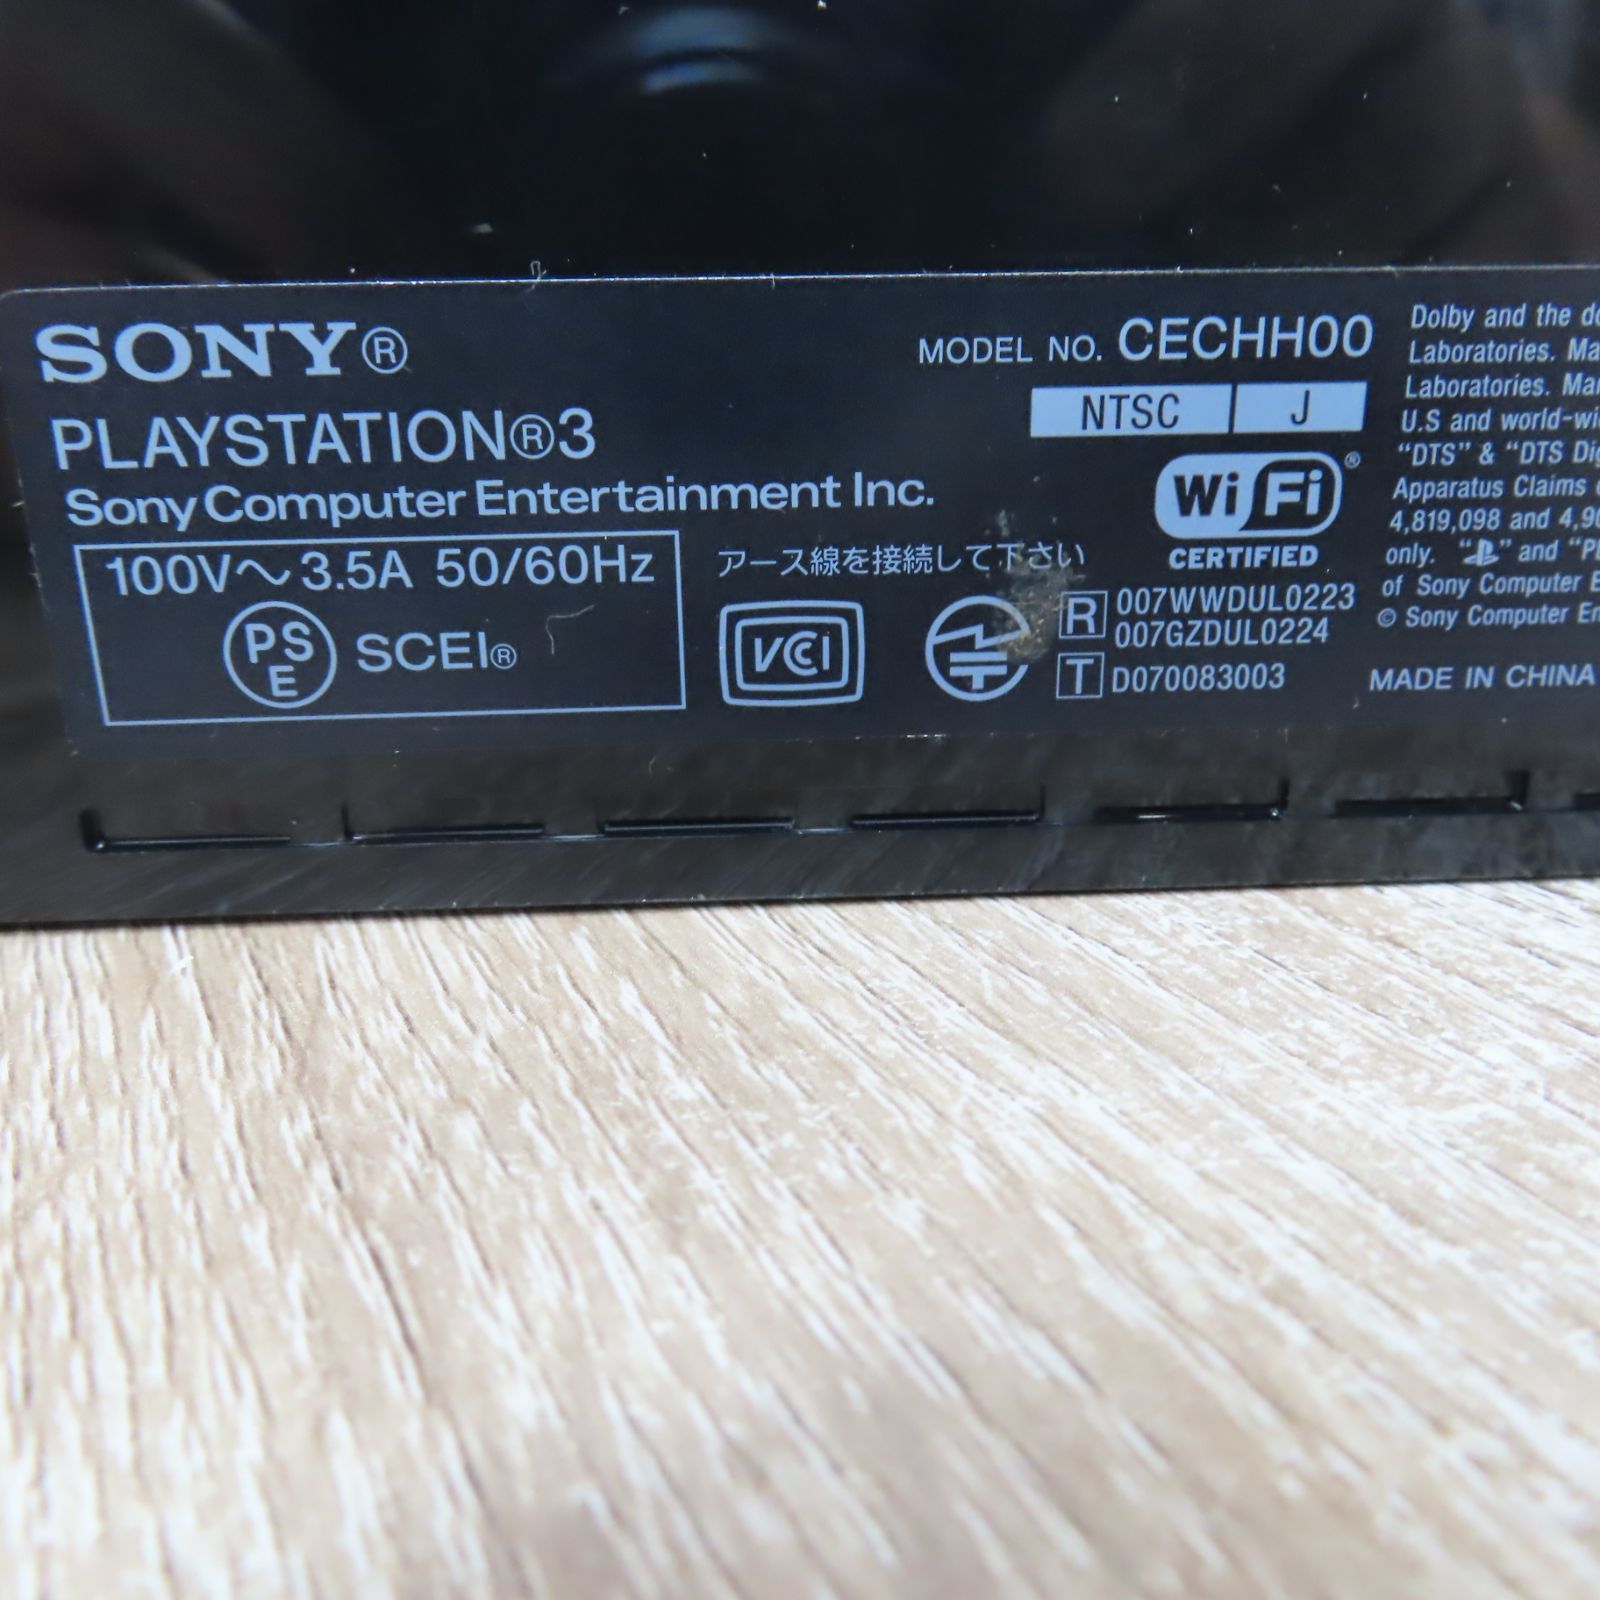 SONY®
PLAYSTATION®3
Sony Computer Entertainment Inc.
100V～3.5A 50/60Hz
PSE SCEI®
アース線を接続して下さい
VCCI
MODEL NO. CECHH00
NTSC J
Wi Fi®
CERTIFIED
R 007WWDUL0223
007GZDUL0224
T D070083003
Dolby and the
Laboratories.
Laboratories.
U.S and
"DTS" & "DTS
Apparatus Claims
4,819,098 and
only. " " and
of Sony Computer
© Sony Computer
MADE IN CHINA